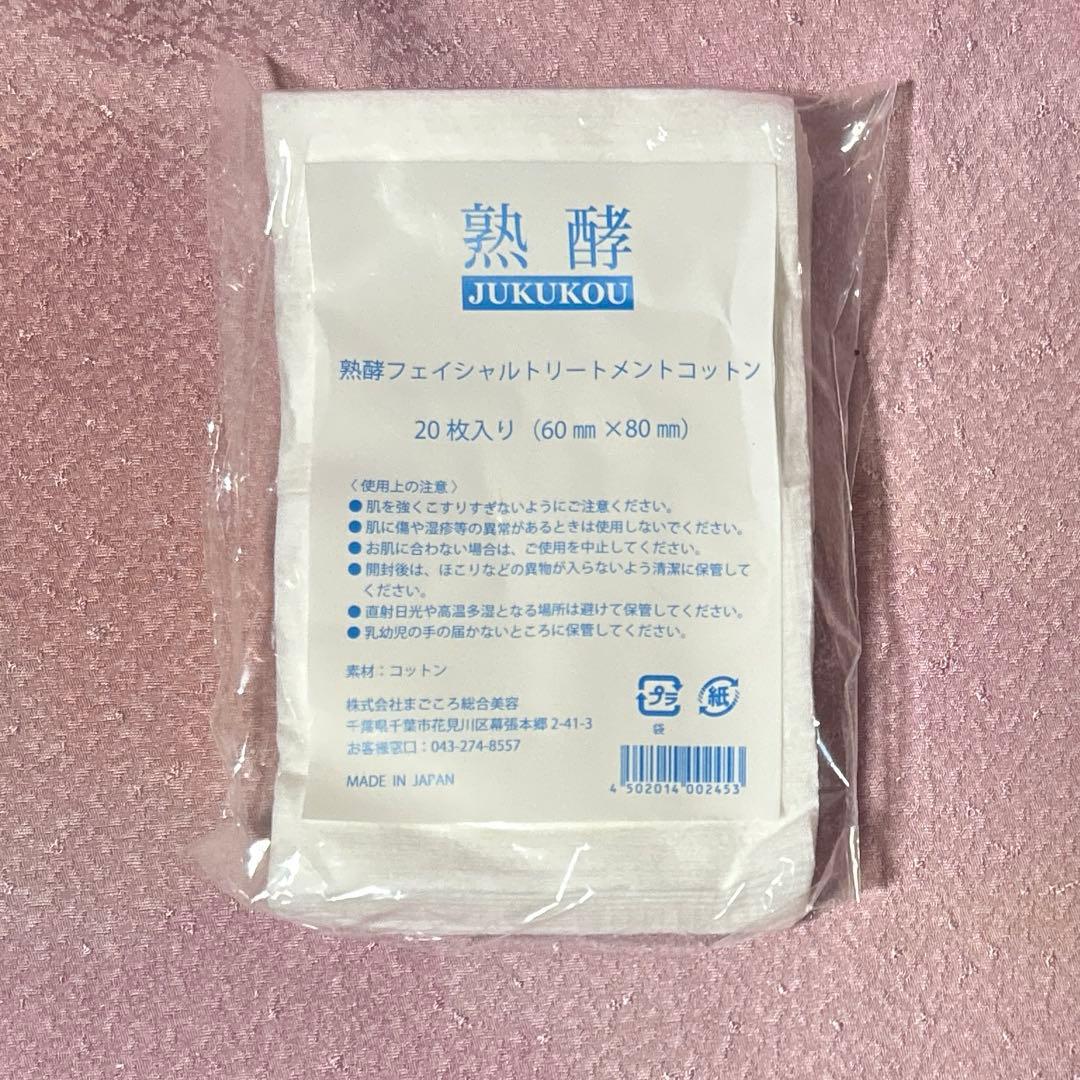 熟酵
JUKUKOU
熟酵フェイシャルトリートメントコットン
20枚入り（60㎜×80㎜）
〈使用上の注意〉
●肌を強くこすりすぎないようにご注意ください。
●肌に傷や湿疹等の異常があるときは使用しないでください。
●お肌に合わない場合は、ご使用を中止してください。
●開封後は、ほこりなどの異物が入らないよう清潔に保管して
ください。
●直射日光や高温多湿となる場所は避けて保管してください。
●乳幼児の手の届かないところに保管してください。
素材：コットン
株式会社まごころ総合美容
千葉県千葉市花見川区幕張本郷2-41-3
お客様窓口：043-274-8557
MADE IN JAPAN
プラ
袋
紙
4 502014 002453